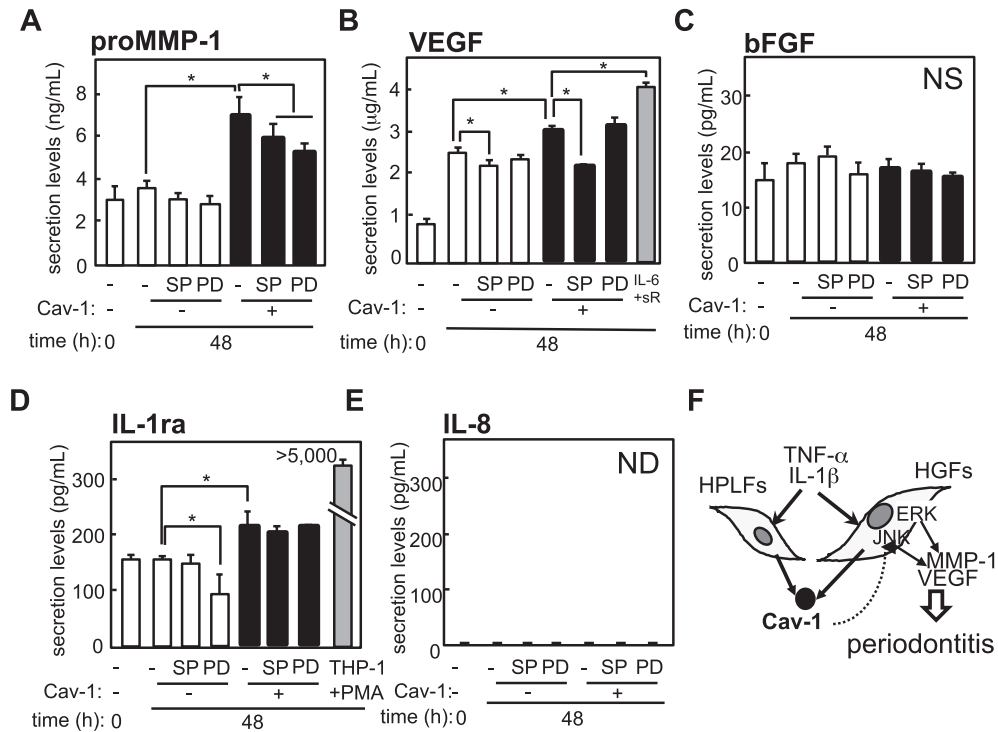 A
proMMP-1
secretion levels (ng/mL)
8
6
4
2
0
*
*
- - SP PD - SP PD
Cav-1: - +
time (h): 0 48
B
VEGF
secretion levels (μg/mL)
4
3
2
1
0
*
*
*
*
- - SP PD - SP PD IL-6
+sR
Cav-1: - +
time (h): 0 48
C
bFGF
NS
secretion levels (pg/mL)
30
20
10
0
- - SP PD - SP PD
Cav-1: - +
time (h): 0 48
D
IL-1ra
secretion levels (pg/mL)
300
200
100
0
>5,000
*
*
- - SP PD - SP PD THP-1
Cav-1: - + +PMA
time (h): 0 48
E
IL-8
ND
secretion levels (pg/mL)
300
200
100
0
- - SP PD - SP PD
Cav-1: - +
time (h): 0 48
F
TNF-α
IL-1β
HPLFs
HGFs
ERK
JNK
MMP-1
VEGF
Cav-1
periodontitis